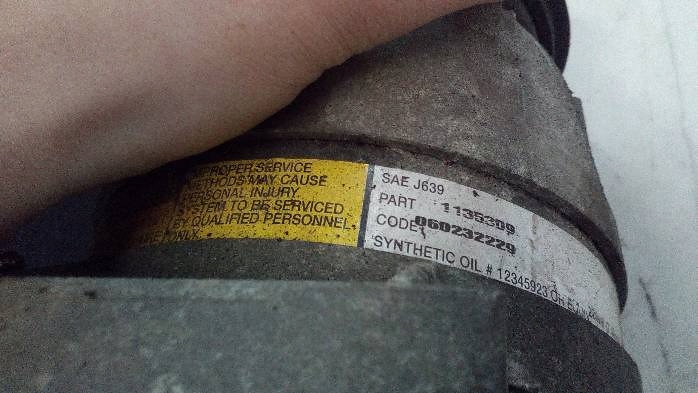 PROPER SERVICE
METHODS MAY CAUSE
PERSONAL INJURY.
SYSTEM TO BE SERVICED
BY QUALIFIED PERSONNEL
ONLY.
SAE J639
PART 1135309
CODE 060232229
SYNTHETIC OIL # 12345923 OR